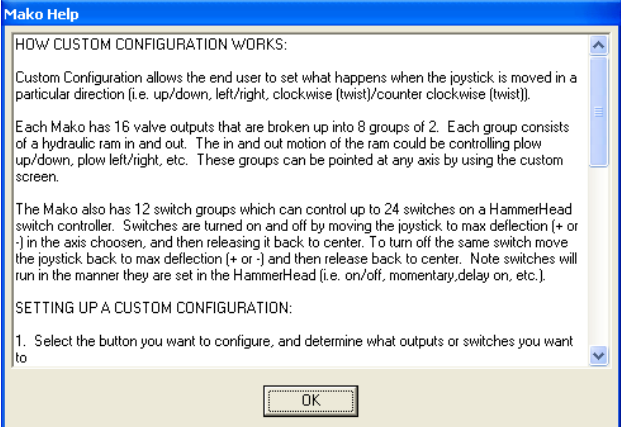 Mako Help
HOW CUSTOM CONFIGURATION WORKS:
Custom Configuration allows the end user to set what happens when the joystick is moved in a
particular direction (i.e. up/down, left/right, clockwise (twist)/counter clockwise (twist)).
Each Mako has 16 valve outputs that are broken up into 8 groups of 2.  Each group consists
of a hydraulic ram in and out.  The in and out motion of the ram could be controlling plow
up/down, plow left/right, etc.  These groups can be pointed at any axis by using the custom
screen.
The Mako also has 12 switch groups which can control up to 24 switches on a HammerHead
switch controller.  Switches are turned on and off by moving the joystick to max deflection (+ or
-) in the axis choosen, and then releasing it back to center. To turn off the same switch move
the joystick back to max deflection (+ or -) and then release back to center.  Note switches will
run in the manner they are set in the HammerHead (i.e. on/off, momentary,delay on, etc.).
SETTING UP A CUSTOM CONFIGURATION:
1.  Select the button you want to configure, and determine what outputs or switches you want
to
OK